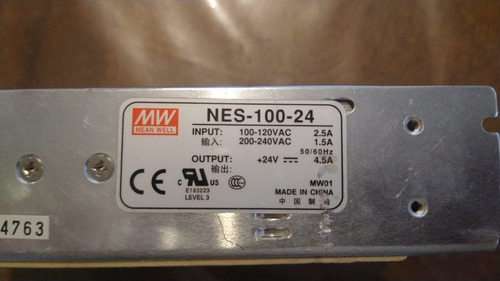 MW
MEAN WELL
NES-100-24
INPUT: 100-120VAC 2.5A
输入: 200-240VAC 1.5A
50/60Hz
OUTPUT: +24V 4.5A
输出:
CE
C UL US
E183223
LEVEL 3
CCC
MW01
MADE IN CHINA
中国制造
4763